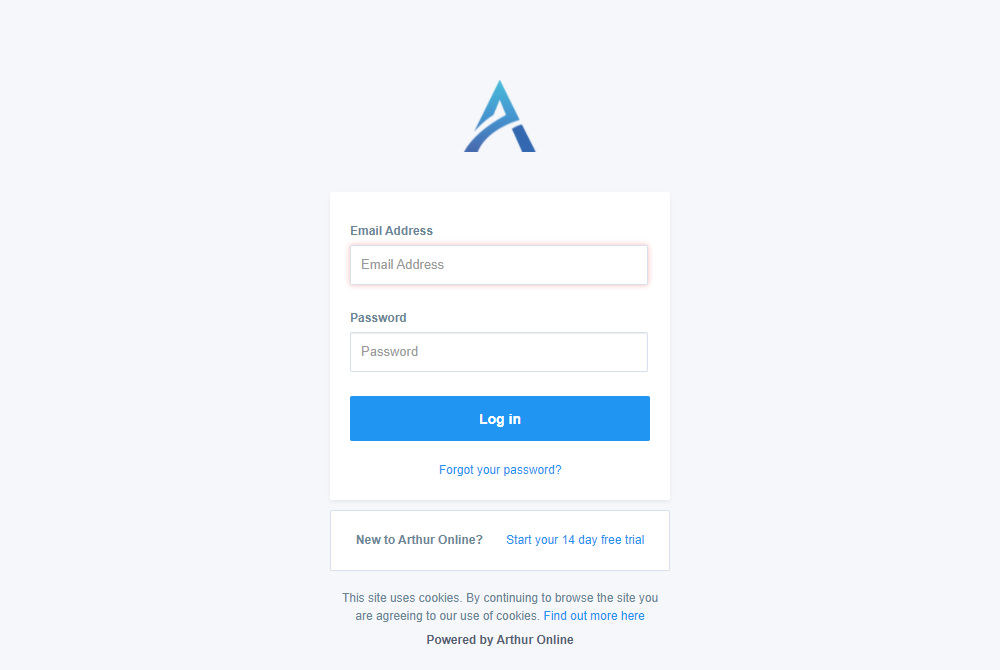 Email Address
Email Address
Password
Password
Log in
Forgot your password?
New to Arthur Online? Start your 14 day free trial
This site uses cookies. By continuing to browse the site you
are agreeing to our use of cookies. Find out more here
Powered by Arthur Online